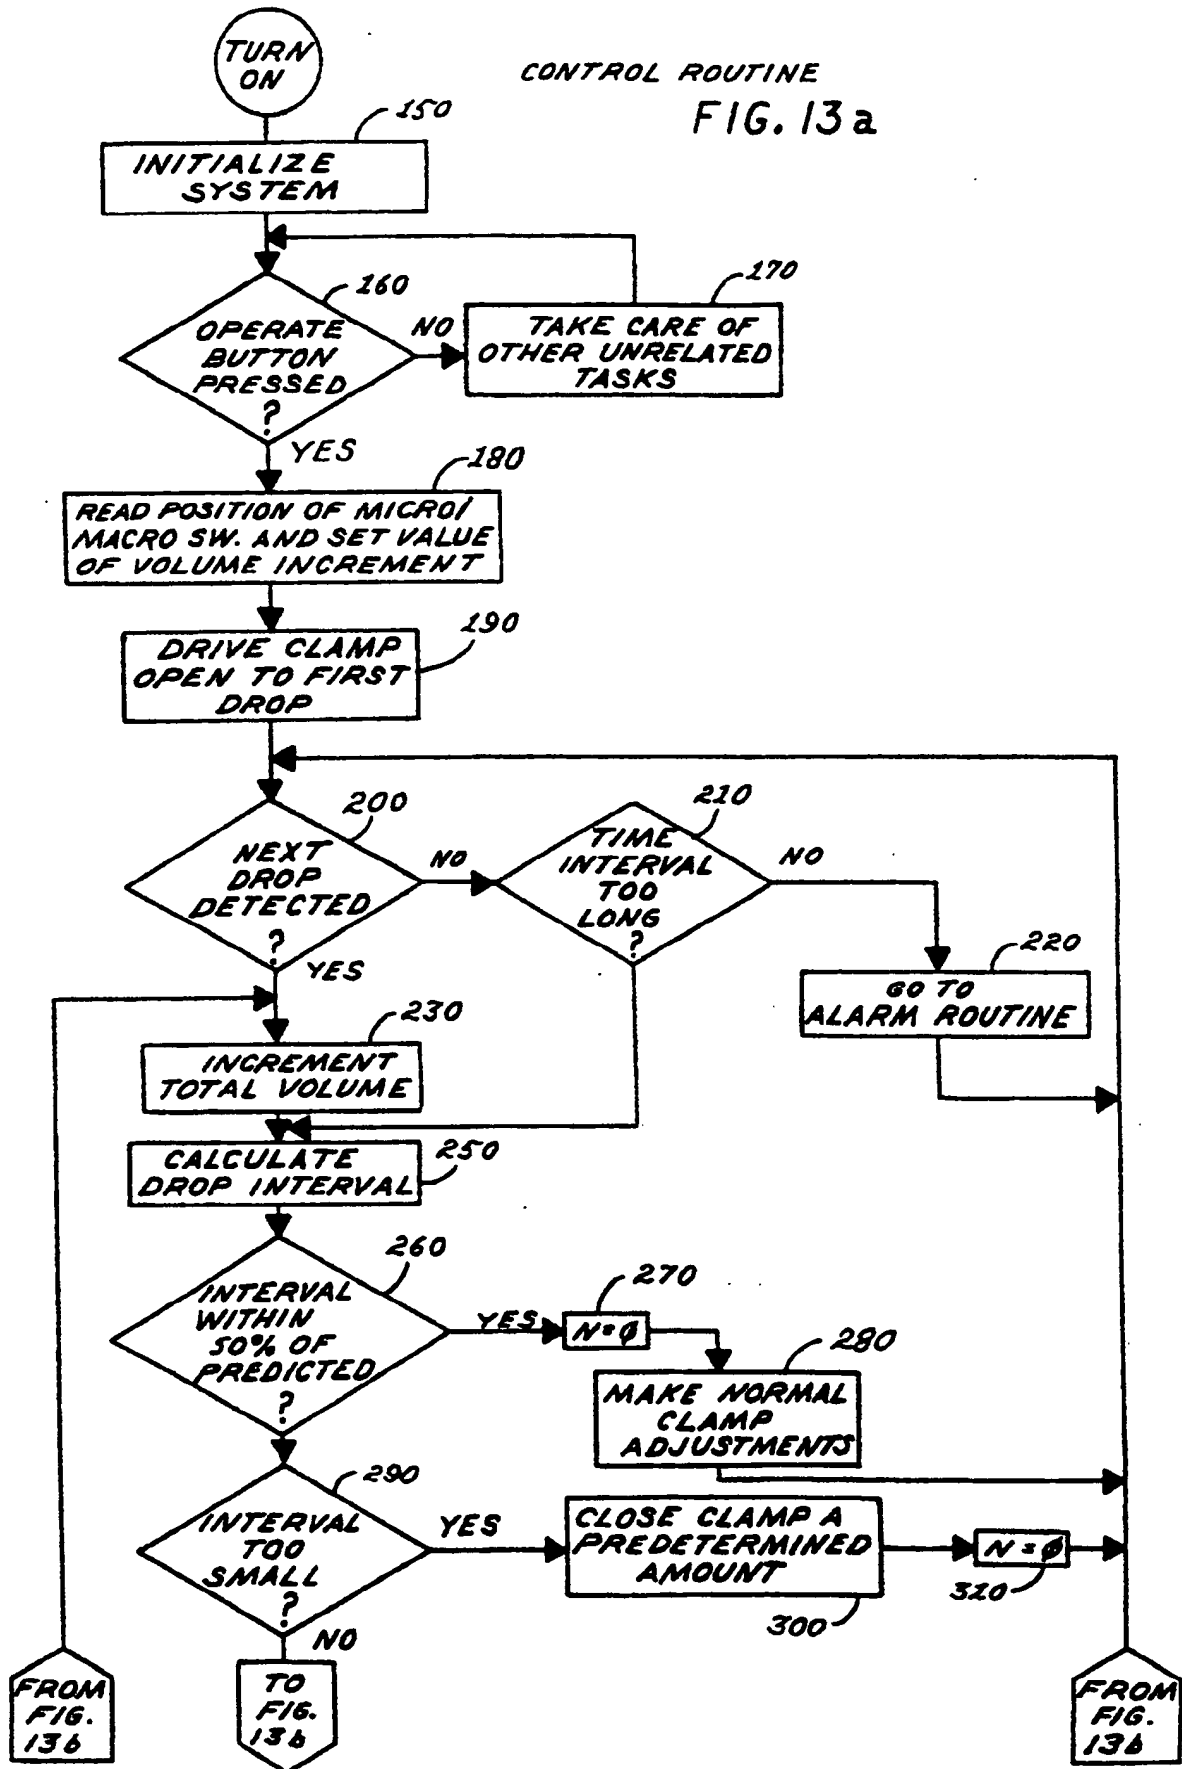 TURN
ON
CONTROL ROUTINE
FIG. 13a
150
INITIALIZE
SYSTEM
160
OPERATE
BUTTON
PRESSED
?
NO
170
TAKE CARE OF
OTHER UNRELATED
TASKS
YES
180
READ POSITION OF MICRO/
MACRO SW. AND SET VALUE
OF VOLUME INCREMENT
190
DRIVE CLAMP
OPEN TO FIRST
DROP
200
NEXT
DROP
DETECTED
?
NO
210
TIME
INTERVAL
TOO
LONG
?
NO
220
GO TO
ALARM ROUTINE
YES
230
INCREMENT
TOTAL VOLUME
250
CALCULATE
DROP INTERVAL
260
INTERVAL
WITHIN
50% OF
PREDICTED
?
YES
270
N=Ø
280
MAKE NORMAL
CLAMP
ADJUSTMENTS
290
INTERVAL
TOO
SMALL
?
YES
CLOSE CLAMP A
PREDETERMINED
AMOUNT
300
N=Ø
310
NO
FROM
FIG.
13b
TO
FIG.
13b
FROM
FIG.
13b